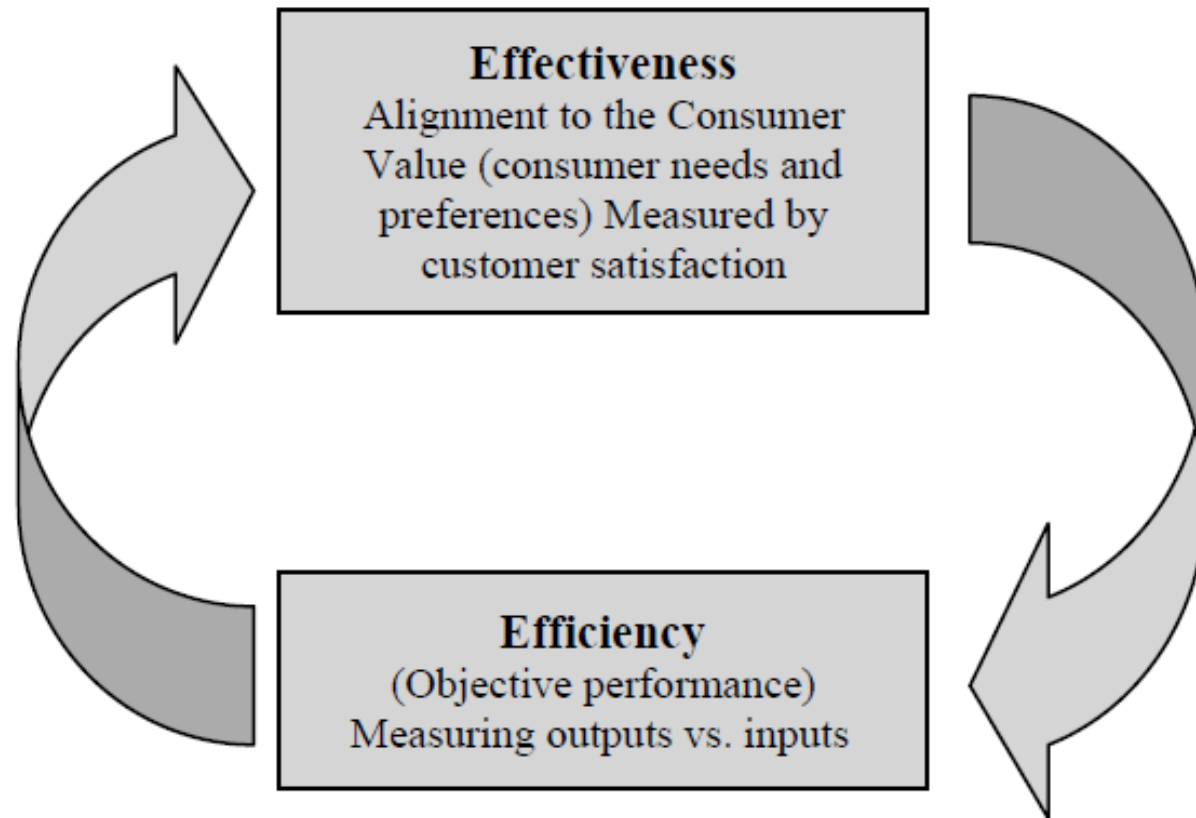 Effectiveness
Alignment to the Consumer
Value (consumer needs and
preferences) Measured by
customer satisfaction
Efficiency
(Objective performance)
Measuring outputs vs. inputs